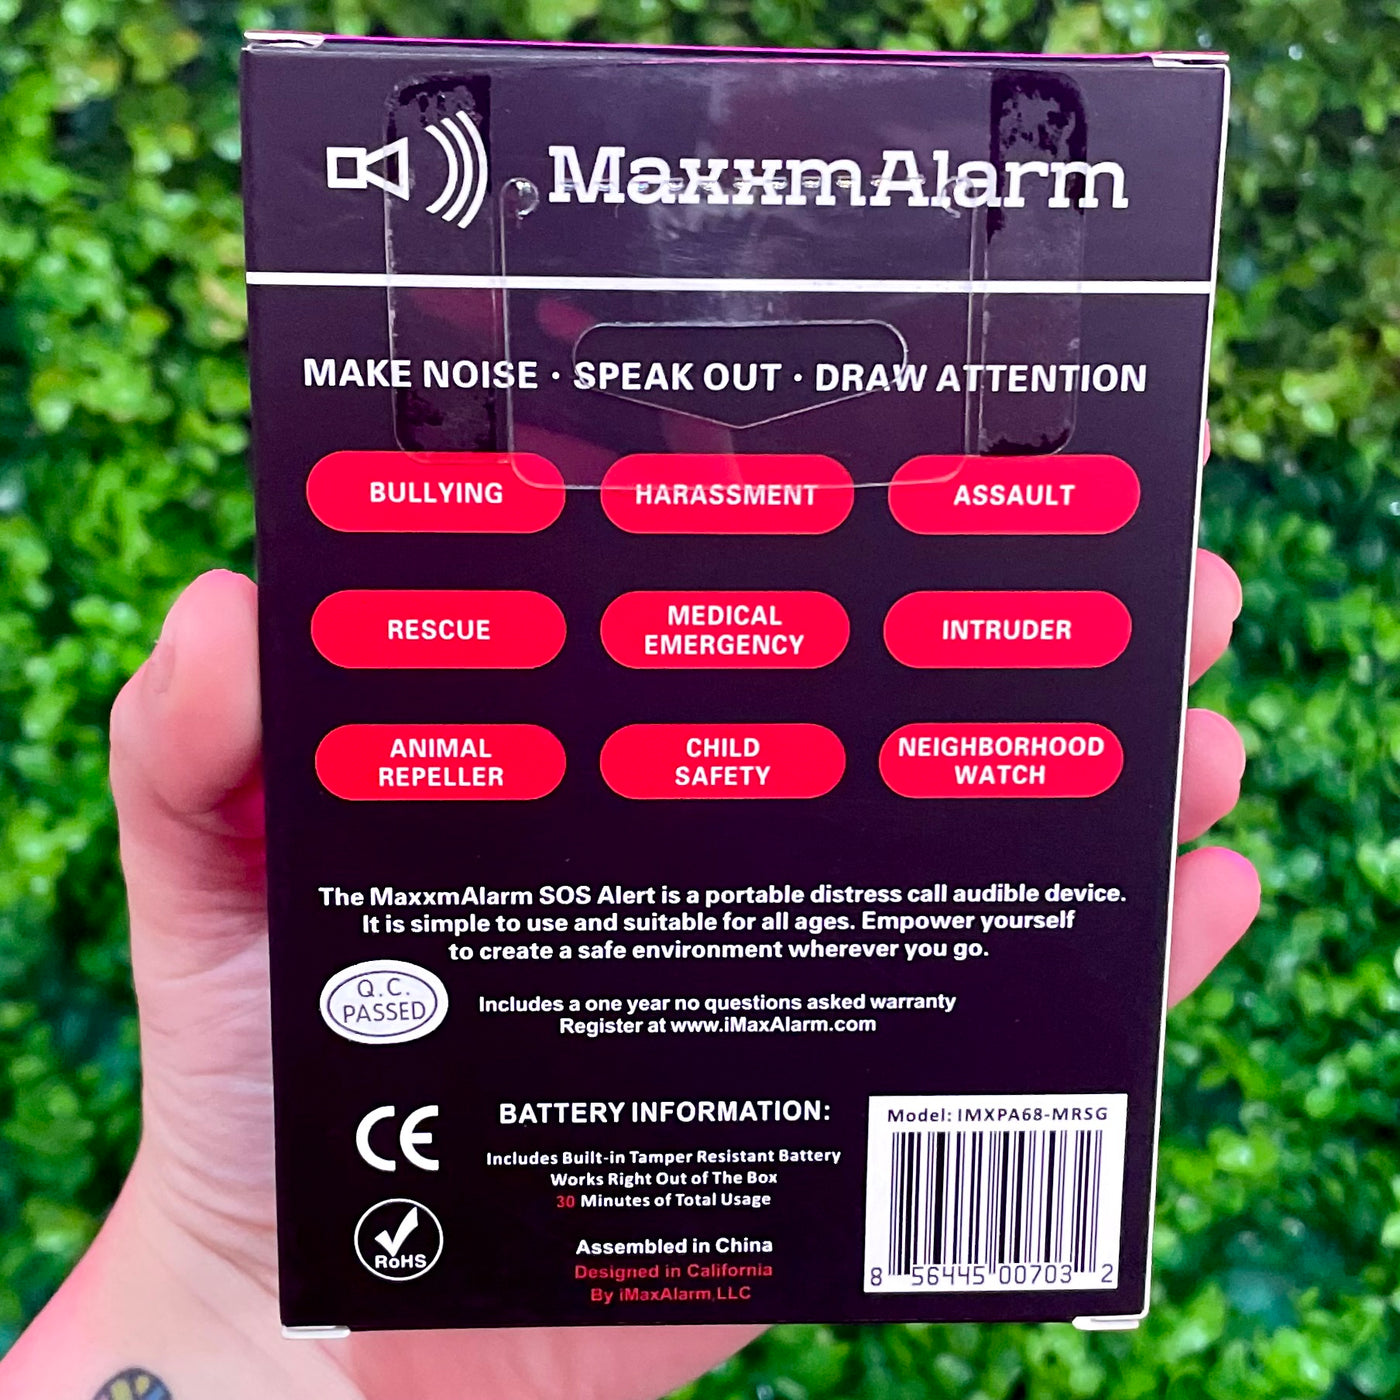 MaxxmAlarm
MAKE NOISE · SPEAK OUT · DRAW ATTENTION
BULLYING
HARASSMENT
ASSAULT
RESCUE
MEDICAL
EMERGENCY
INTRUDER
ANIMAL
REPELLER
CHILD
SAFETY
NEIGHBORHOOD
WATCH
The MaxxmAlarm SOS Alert is a portable distress call audible device.
It is simple to use and suitable for all ages. Empower yourself
to create a safe environment wherever you go.
Q.C.
PASSED
Includes a one year no questions asked warranty
Register at www.iMaxAlarm.com
CE
RoHS
BATTERY INFORMATION:
Includes Built-in Tamper Resistant Battery
Works Right Out of The Box
30 Minutes of Total Usage
Assembled in China
Designed in California
By iMaxAlarm,LLC
Model: IMXPA68-MRSG
8 56445 00703 2